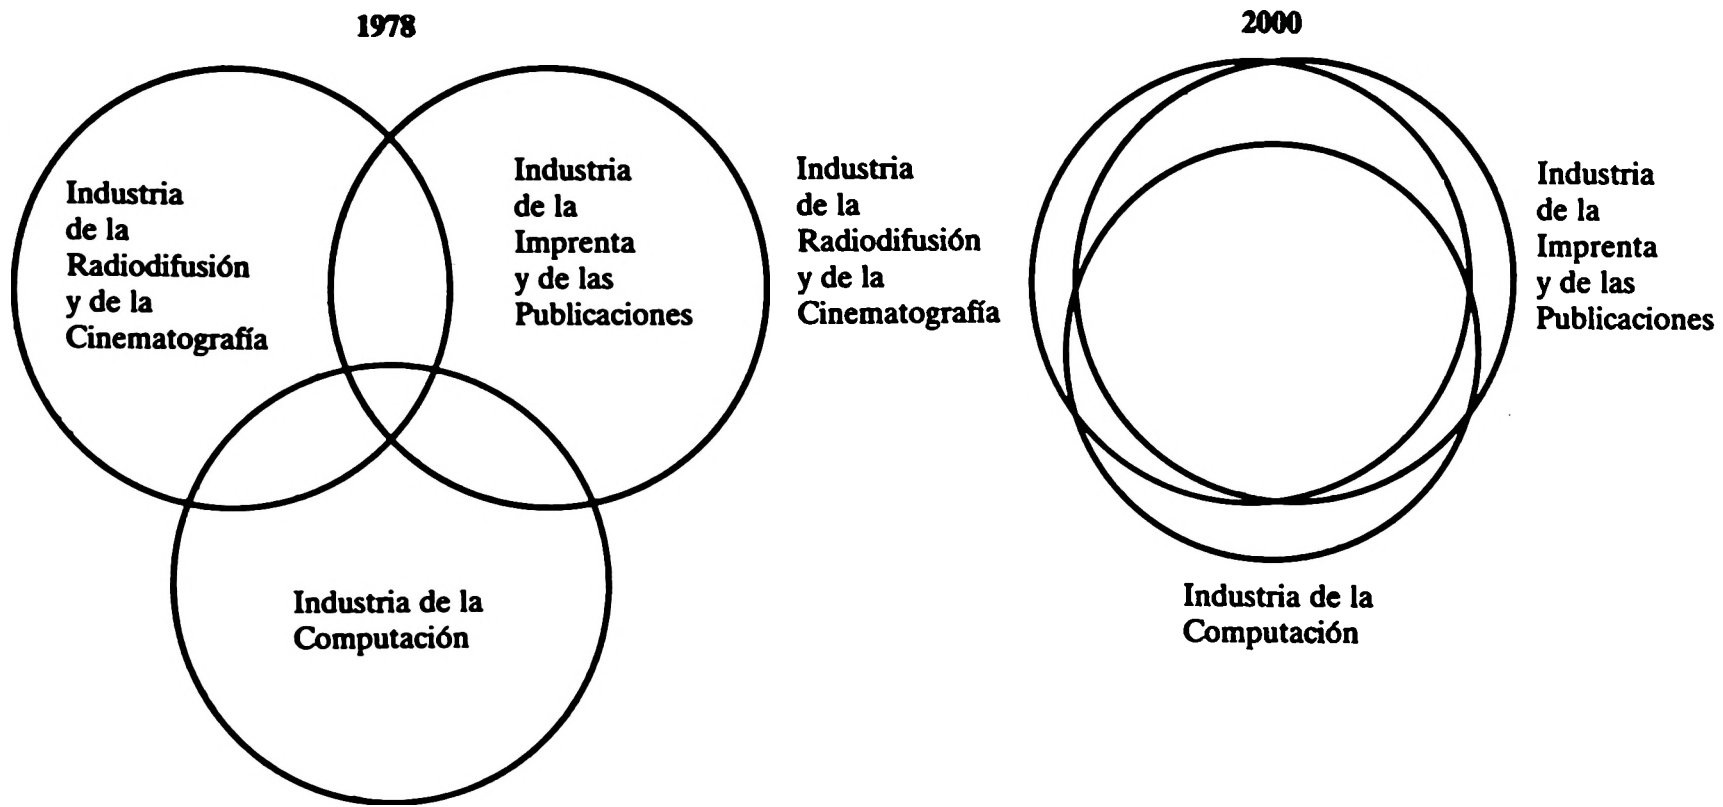 1978
Industria
de la
Radiodifusión
y de la
Cinematografía
Industria
de la
Imprenta
y de las
Publicaciones
Industria de la
Computación
2000
Industria
de la
Radiodifusión
y de la
Cinematografía
Industria
de la
Imprenta
y de las
Publicaciones
Industria de la
Computación